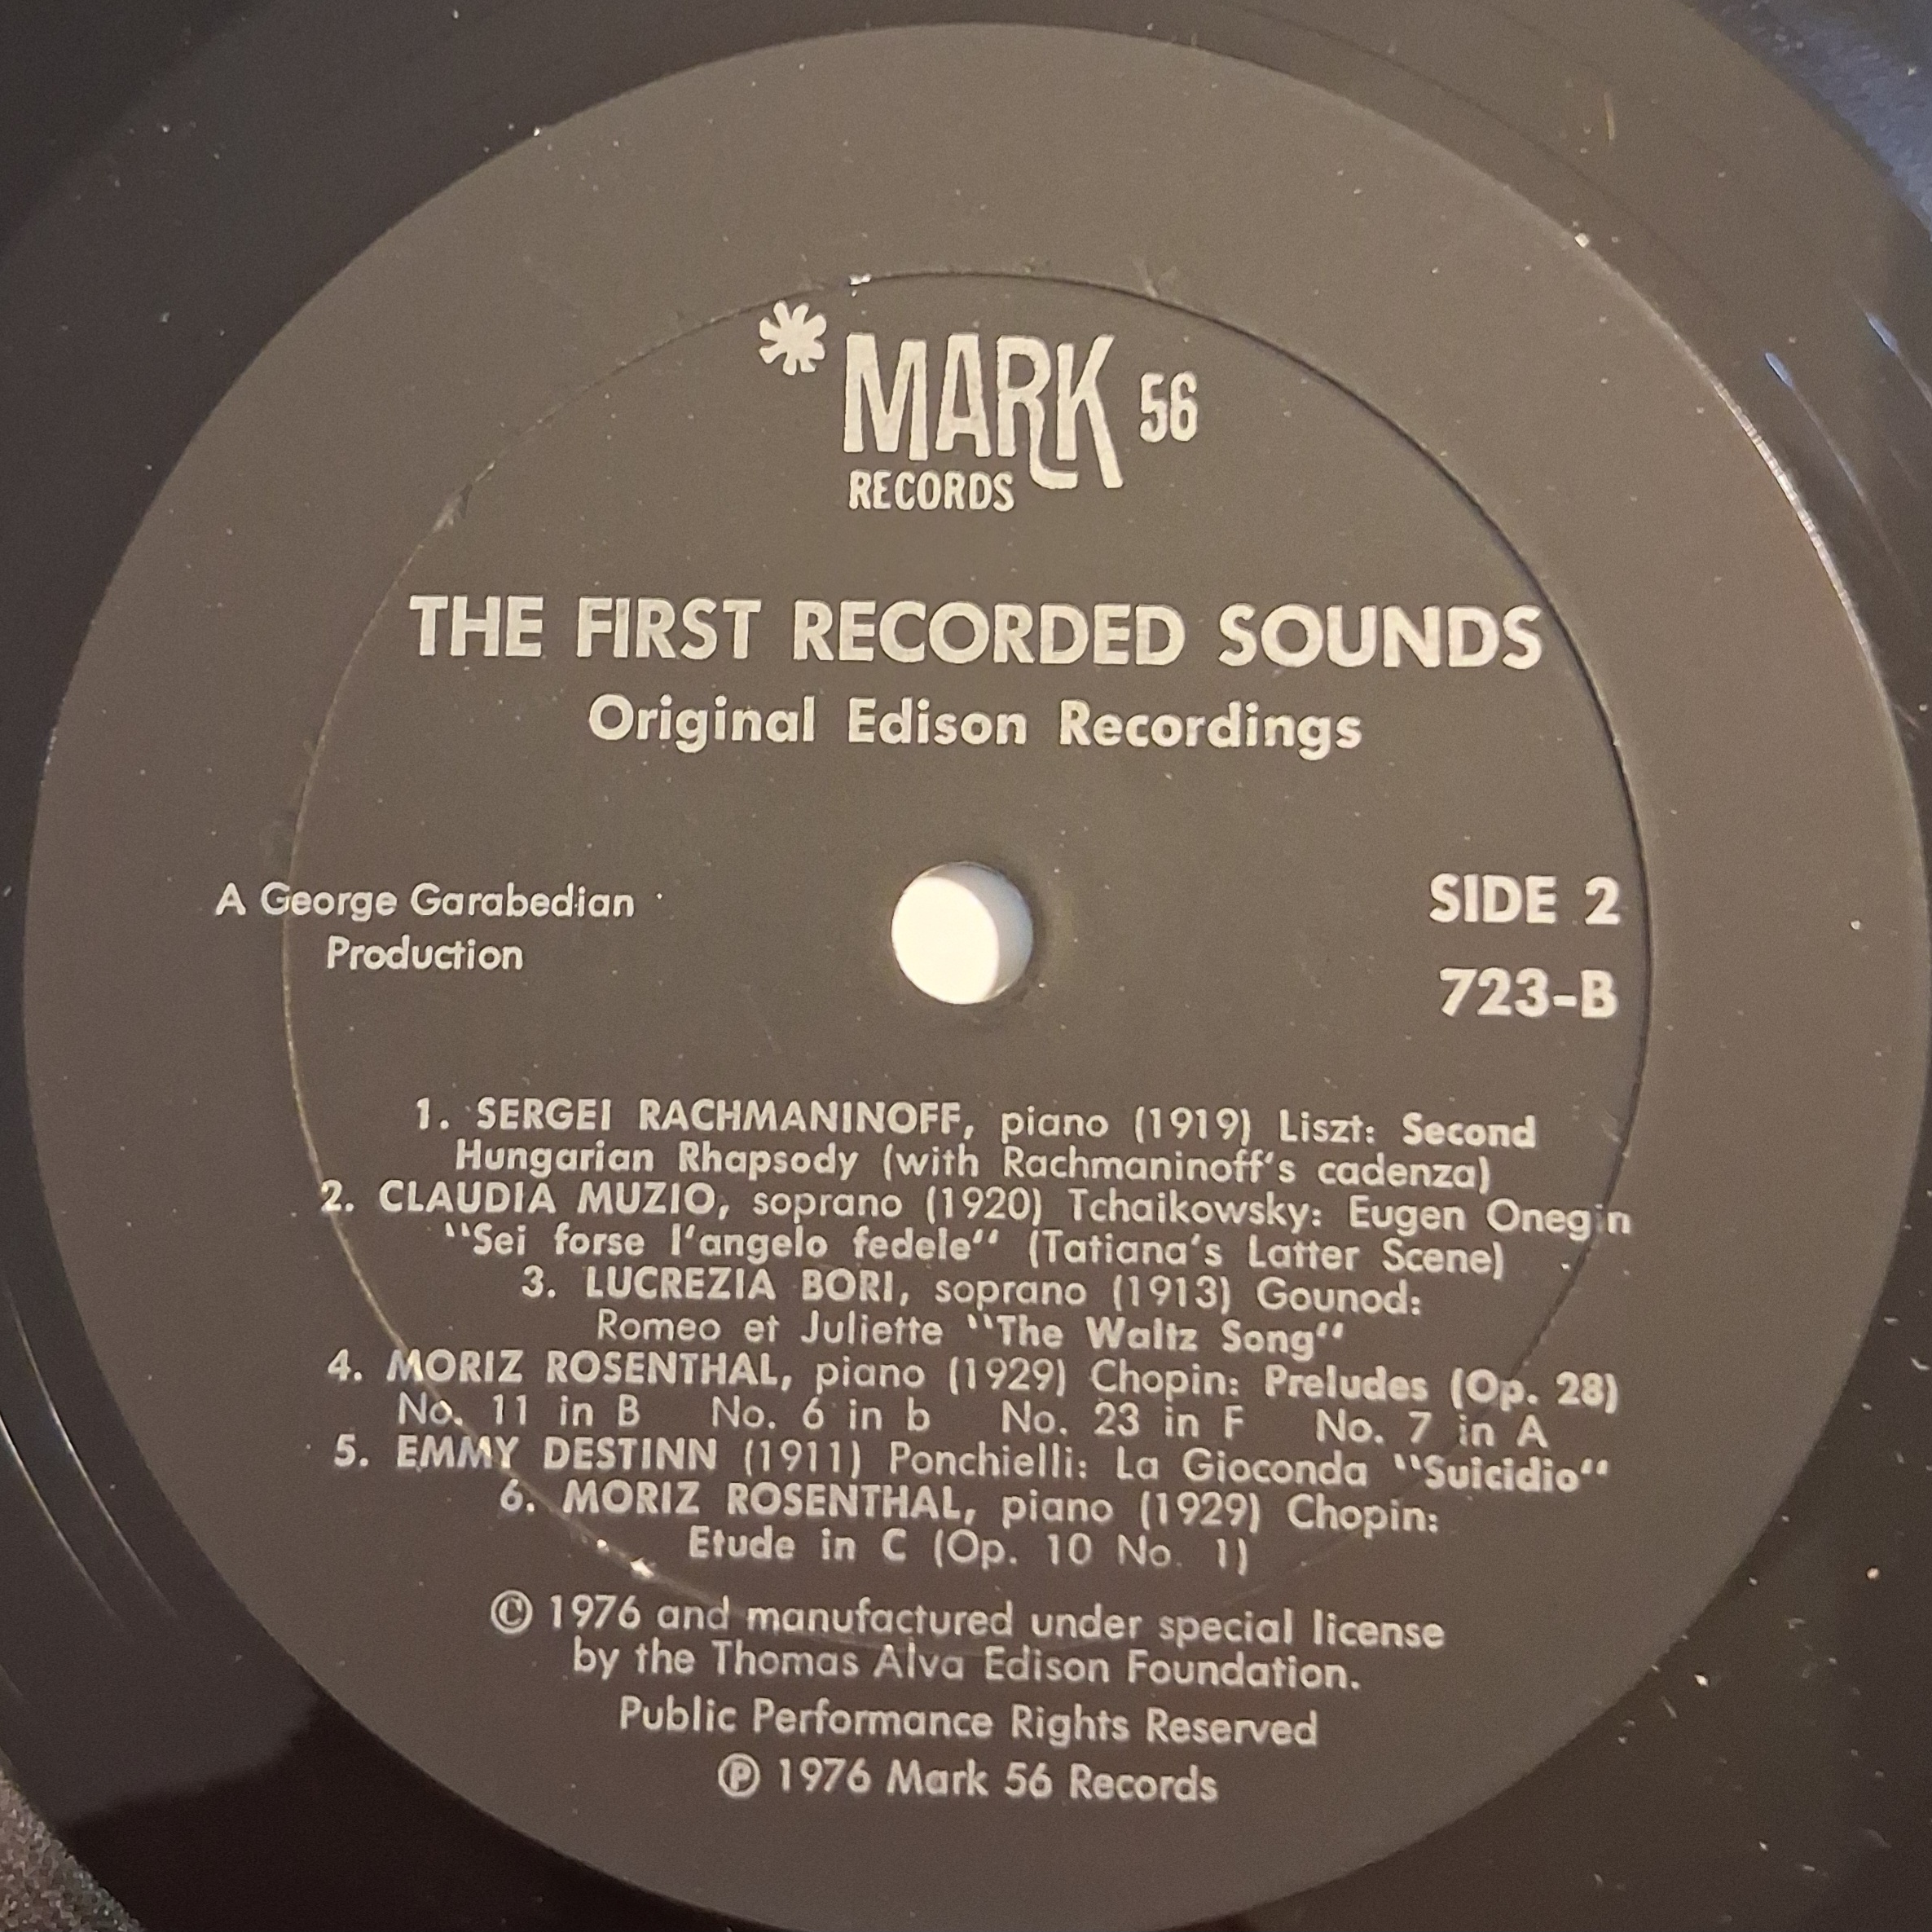 * MARK 56
RECORDS
THE FIRST RECORDED SOUNDS
Original Edison Recordings
A George Garabedian
Production
SIDE 2
723-B
1. SERGEI RACHMANINOFF, piano (1919) Liszt: Second
Hungarian Rhapsody (with Rachmaninoff's cadenza)
2. CLAUDIA MUZIO, soprano (1920) Tchaikowsky: Eugen Onegin
"Sei forse l'angelo fedele" (Tatiana's Latter Scene)
3. LUCREZIA BORI, soprano (1913) Gounod:
Romeo et Juliette "The Waltz Song"
4. MORIZ ROSENTHAL, piano (1929) Chopin: Preludes (Op. 28)
No. 11 in B No. 6 in b No. 23 in F No. 7 in A
5. EMMY DESTINN (1911) Ponchielli: La Gioconda "Suicidio"
6. MORIZ ROSENTHAL, piano (1929) Chopin:
Etude in C (Op. 10 No. 1)
© 1976 and manufactured under special license
by the Thomas Alva Edison Foundation.
Public Performance Rights Reserved
℗ 1976 Mark 56 Records